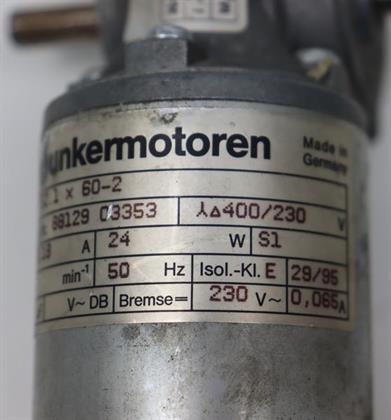 unkermotoren Made in Germany
1 x 60-2
88129 03353 ⅄Δ400/230 V
A 24 W S1
min⁻¹ 50 Hz Isol.-Kl. E 29/95
V~ DB Bremse= 230 V~ 0,065A